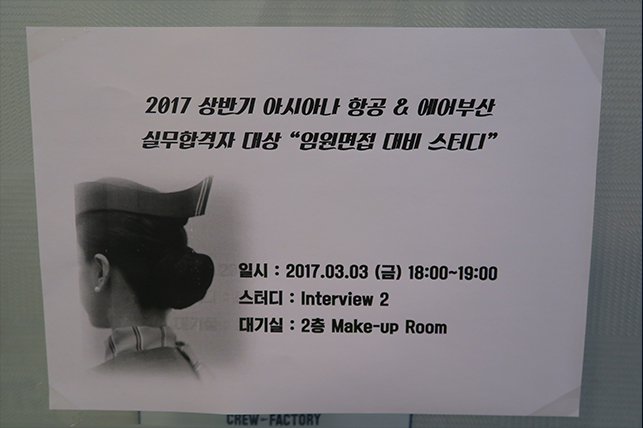 2017 상반기 아시아나 항공 & 에어부산
실무합격자 대상 “임원면접 대비 스터디”
일시 : 2017.03.03 (금) 18:00~19:00
스터디 : Interview 2
대기실 : 2층 Make-up Room
CREW-FACTORY